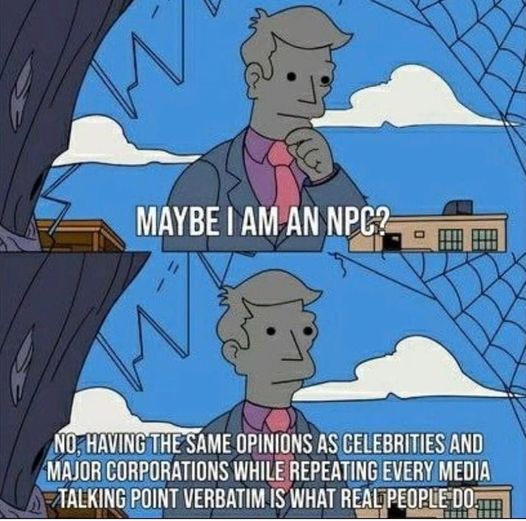 MAYBE I AM AN NPC?
NO, HAVING THE SAME OPINIONS AS CELEBRITIES AND
MAJOR CORPORATIONS WHILE REPEATING EVERY MEDIA
TALKING POINT VERBATIM IS WHAT REAL PEOPLE DO.